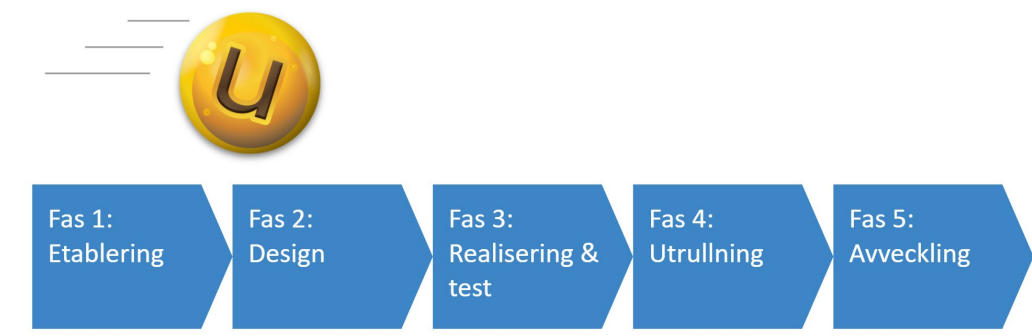 u
Fas 1:
Etablering
Fas 2:
Design
Fas 3:
Realisering &
test
Fas 4:
Utrullning
Fas 5:
Avveckling